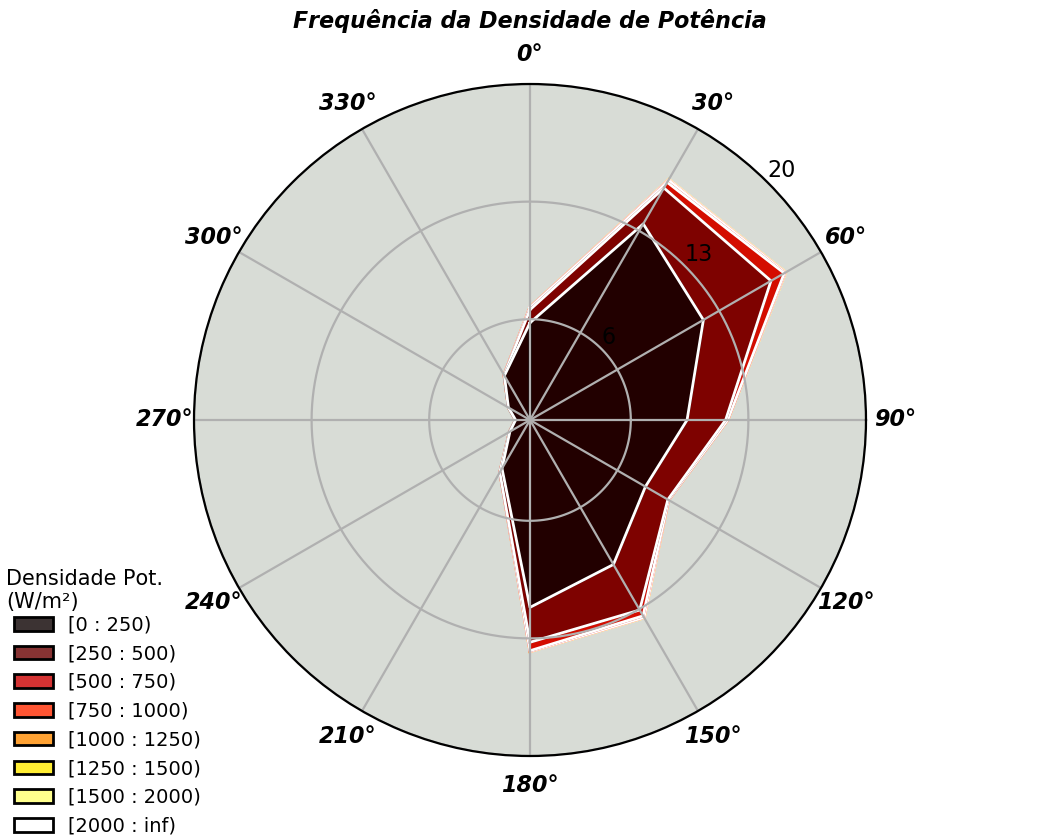 Frequência da Densidade de Potência
0°
330°
30°
20
300°
60°
13
6
270°
90°
240°
120°
210°
150°
180°
Densidade Pot.
(W/m²)
[0 : 250)
[250 : 500)
[500 : 750)
[750 : 1000)
[1000 : 1250)
[1250 : 1500)
[1500 : 2000)
[2000 : inf)